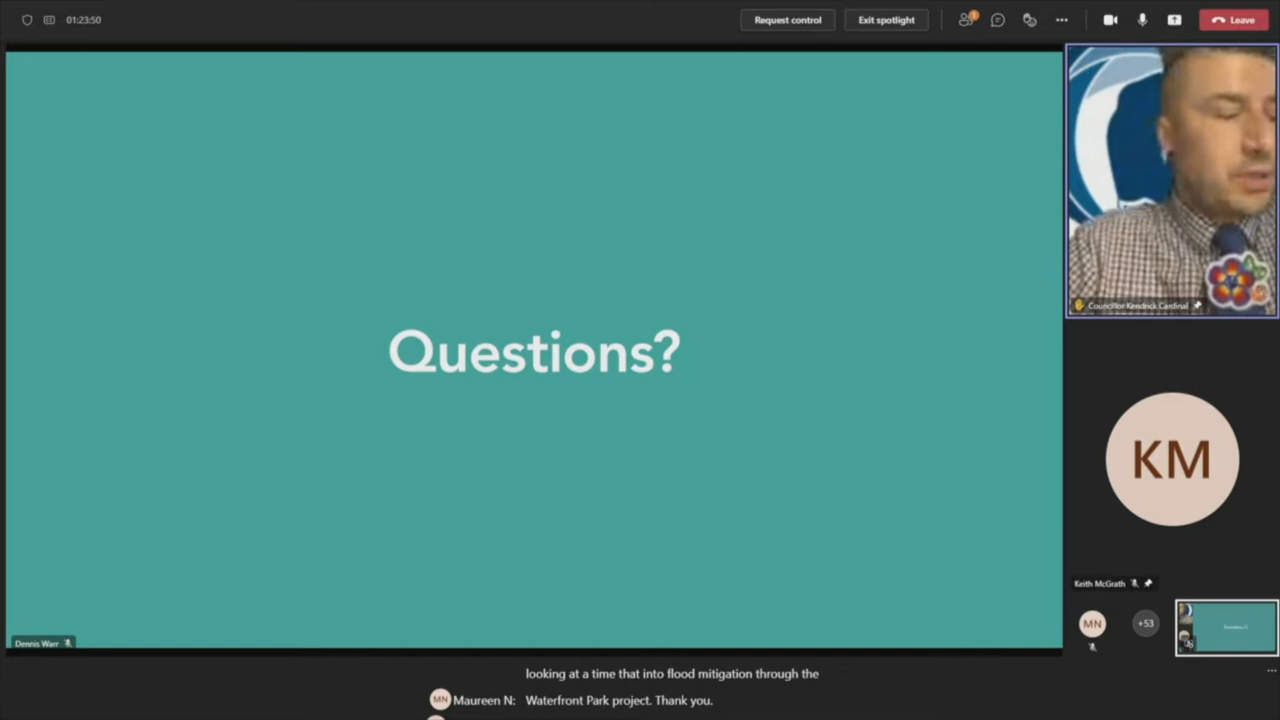 01:23:50
Request control
Exit spotlight
1
Leave
Questions?
Councillor Kendrick Cardinal
KM
Keith McGrath
MN
+53
Dennis Warr
looking at a time that into flood mitigation through the
MN Maureen N: Waterfront Park project. Thank you.